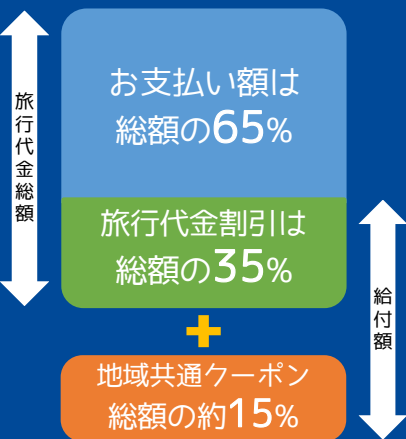 旅行代金総額
お支払い額は
総額の65%
旅行代金割引は
総額の35%
給付額
+
地域共通クーポン
総額の約15%